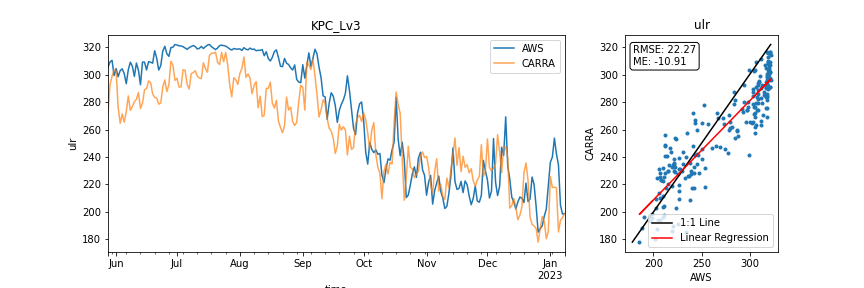 KPC_Lv3
320
300
280
260
240
220
200
180
ulr
Jun
Jul
Aug
Sep
Oct
Nov
Dec
Jan
2023
time
AWS
CARRA
ulr
RMSE: 22.27
ME: -10.91
320
300
280
260
240
220
200
180
CARRA
1:1 Line
Linear Regression
200
250
300
AWS